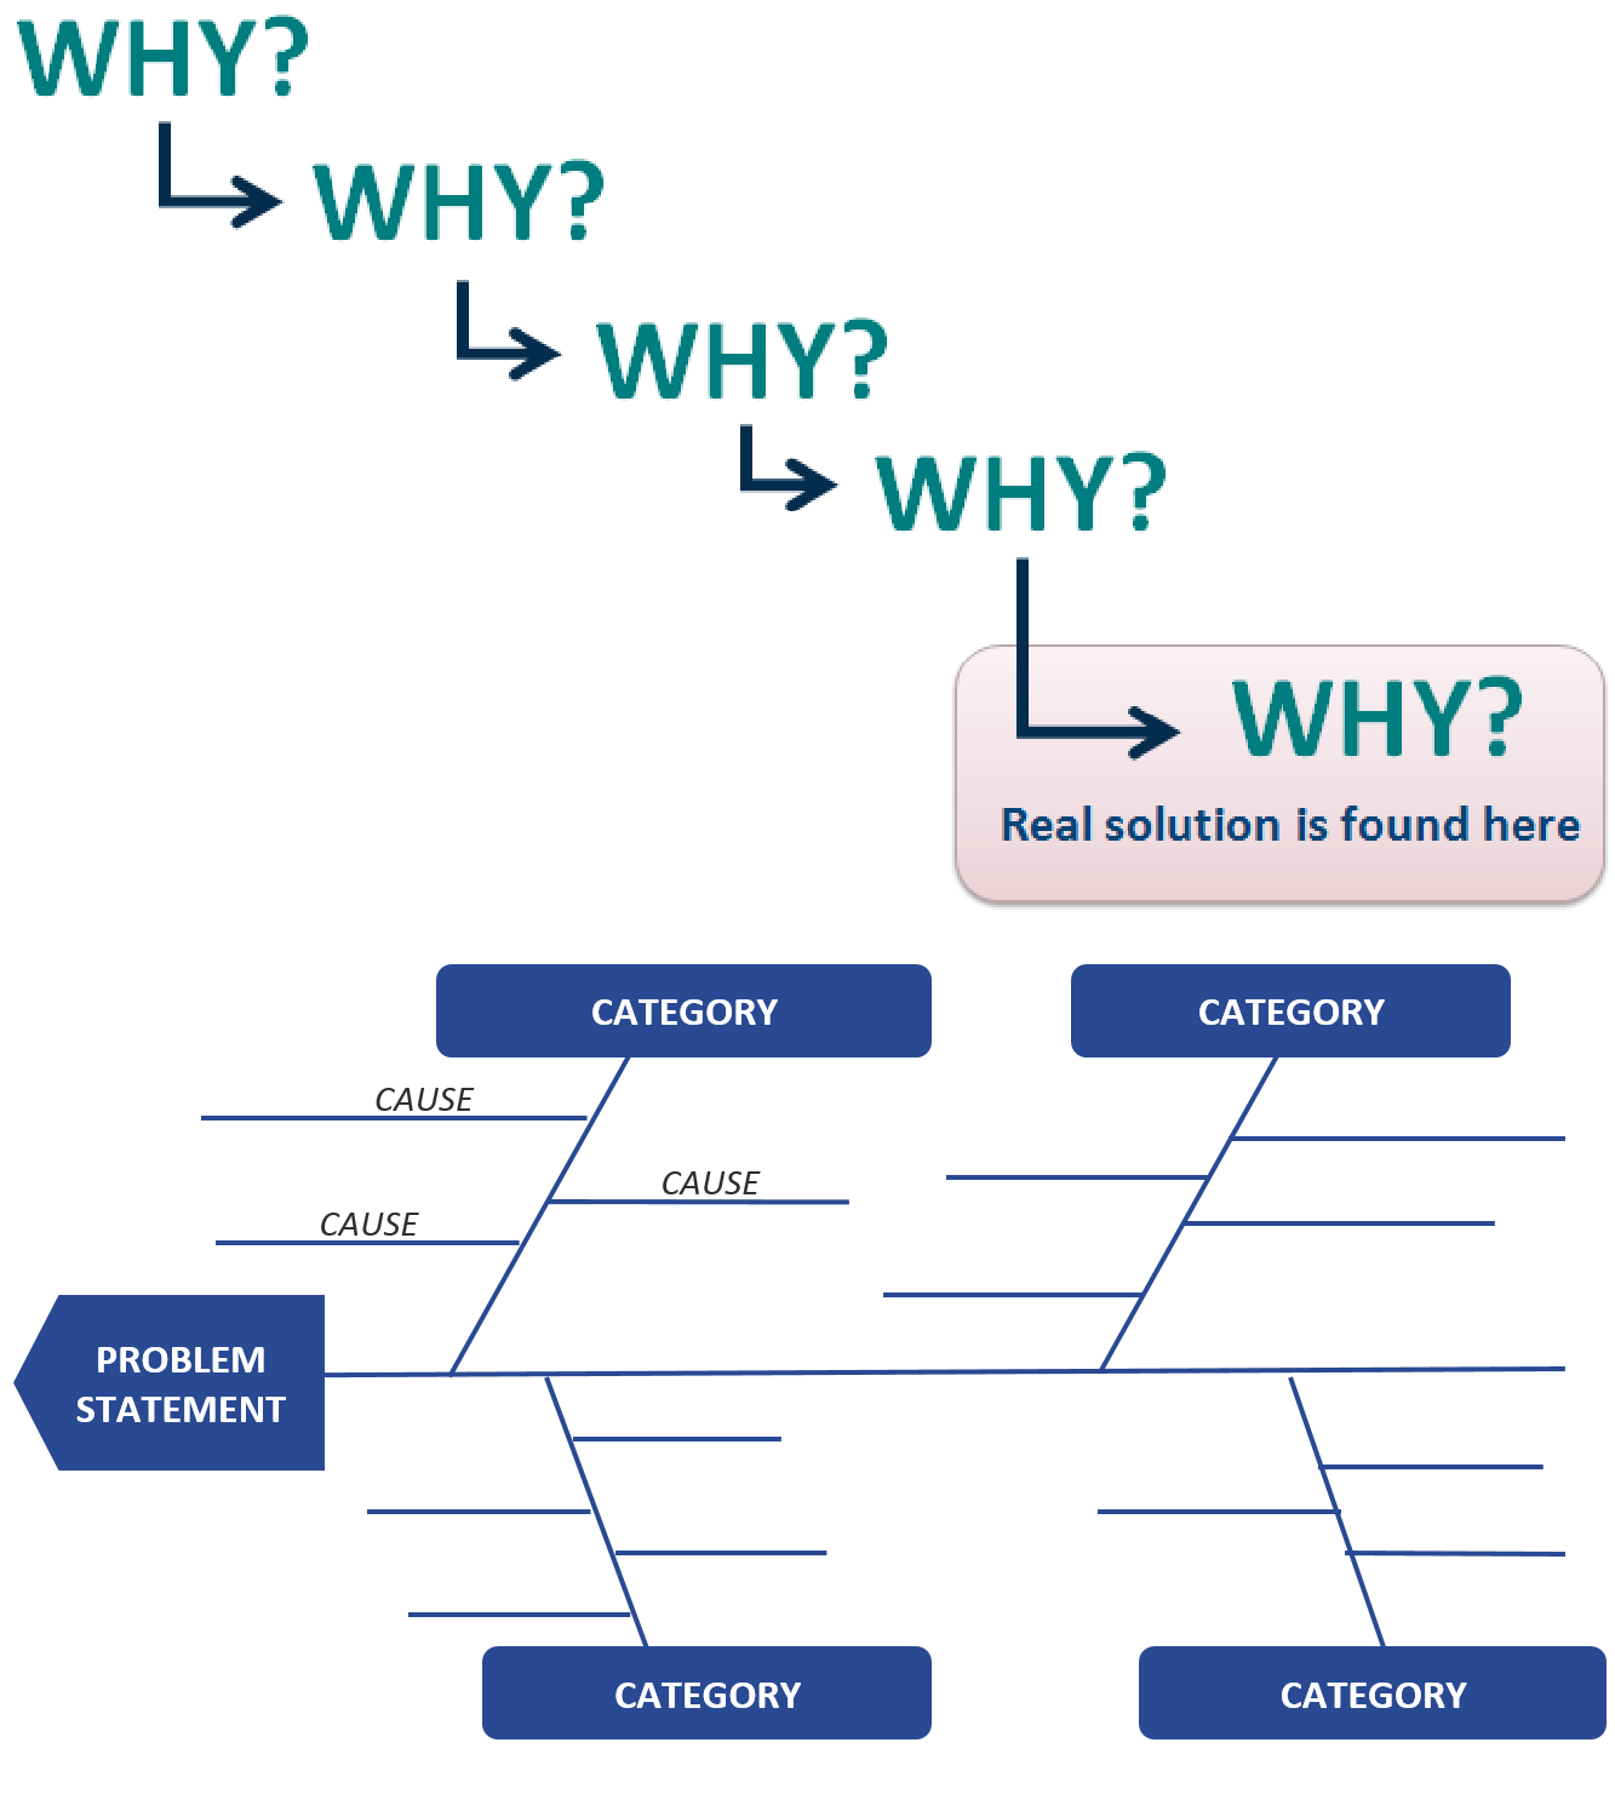 WHY?
WHY?
WHY?
WHY?
WHY?
Real solution is found here
CATEGORY
CATEGORY
CAUSE
CAUSE
CAUSE
PROBLEM
STATEMENT
CATEGORY
CATEGORY